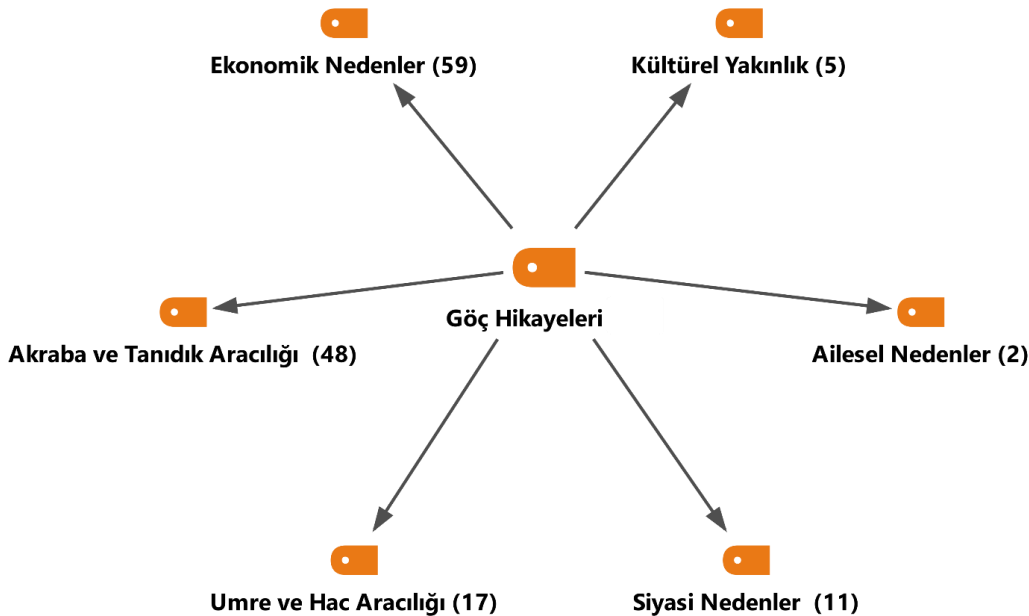 Ekonomik Nedenler (59)
Kültürel Yakınlık (5)
Göç Hikayeleri
Akraba ve Tanıdık Aracılığı (48)
Ailesel Nedenler (2)
Umre ve Hac Aracılığı (17)
Siyasi Nedenler (11)